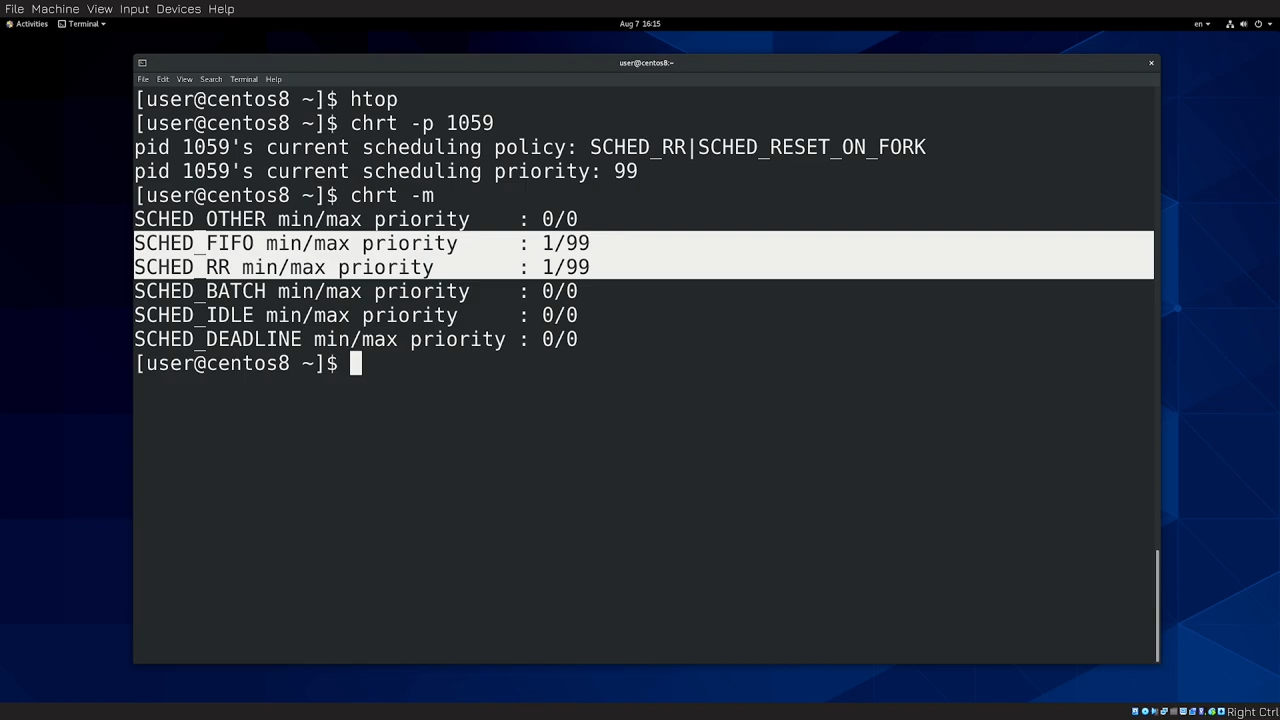 File Machine View Input Devices Help
Activities Terminal Aug 7 16:15 en
user@centos8:~
File Edit View Search Terminal Help
[user@centos8 ~]$ htop
[user@centos8 ~]$ chrt -p 1059
pid 1059's current scheduling policy: SCHED_RR|SCHED_RESET_ON_FORK
pid 1059's current scheduling priority: 99
[user@centos8 ~]$ chrt -m
SCHED_OTHER min/max priority    : 0/0
SCHED_FIFO min/max priority     : 1/99
SCHED_RR min/max priority       : 1/99
SCHED_BATCH min/max priority    : 0/0
SCHED_IDLE min/max priority     : 0/0
SCHED_DEADLINE min/max priority : 0/0
[user@centos8 ~]$
Right Ctrl